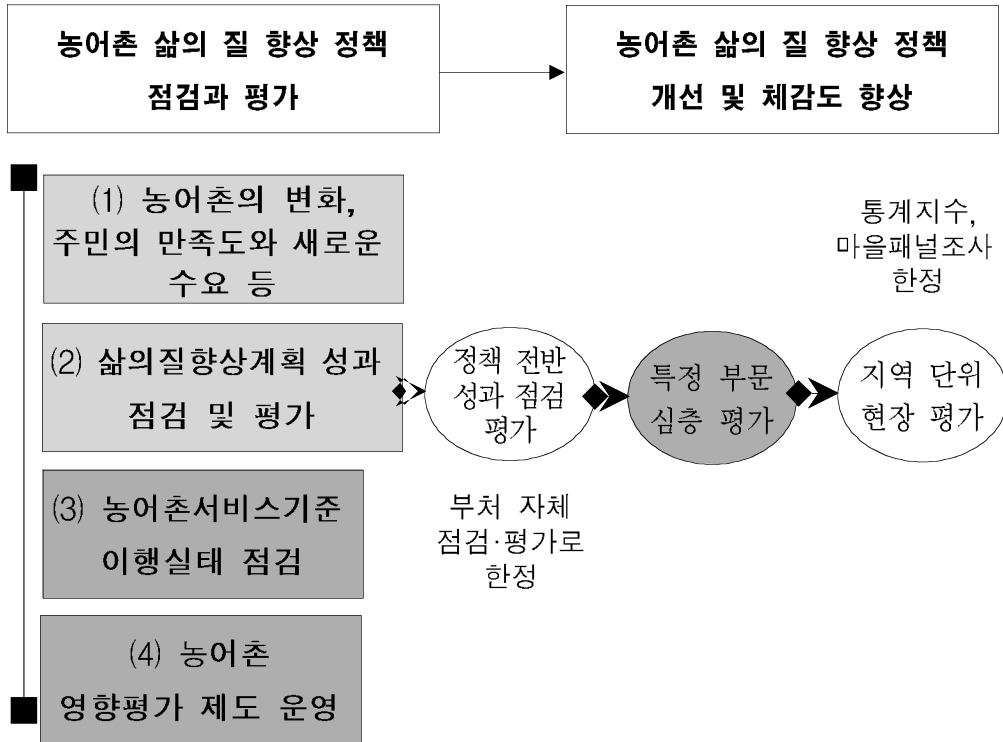 농어촌 삶의 질 향상 정책
점검과 평가
농어촌 삶의 질 향상 정책
개선 및 체감도 향상
(1) 농어촌의 변화,
주민의 만족도와 새로운
수요 등
통계지수,
마을패널조사
한정
(2) 삶의질향상계획 성과
점검 및 평가
정책 전반
성과 점검
평가
특정 부문
심층 평가
지역 단위
현장 평가
(3) 농어촌서비스기준
이행실태 점검
부처 자체
점검·평가로
한정
(4) 농어촌
영향평가 제도 운영